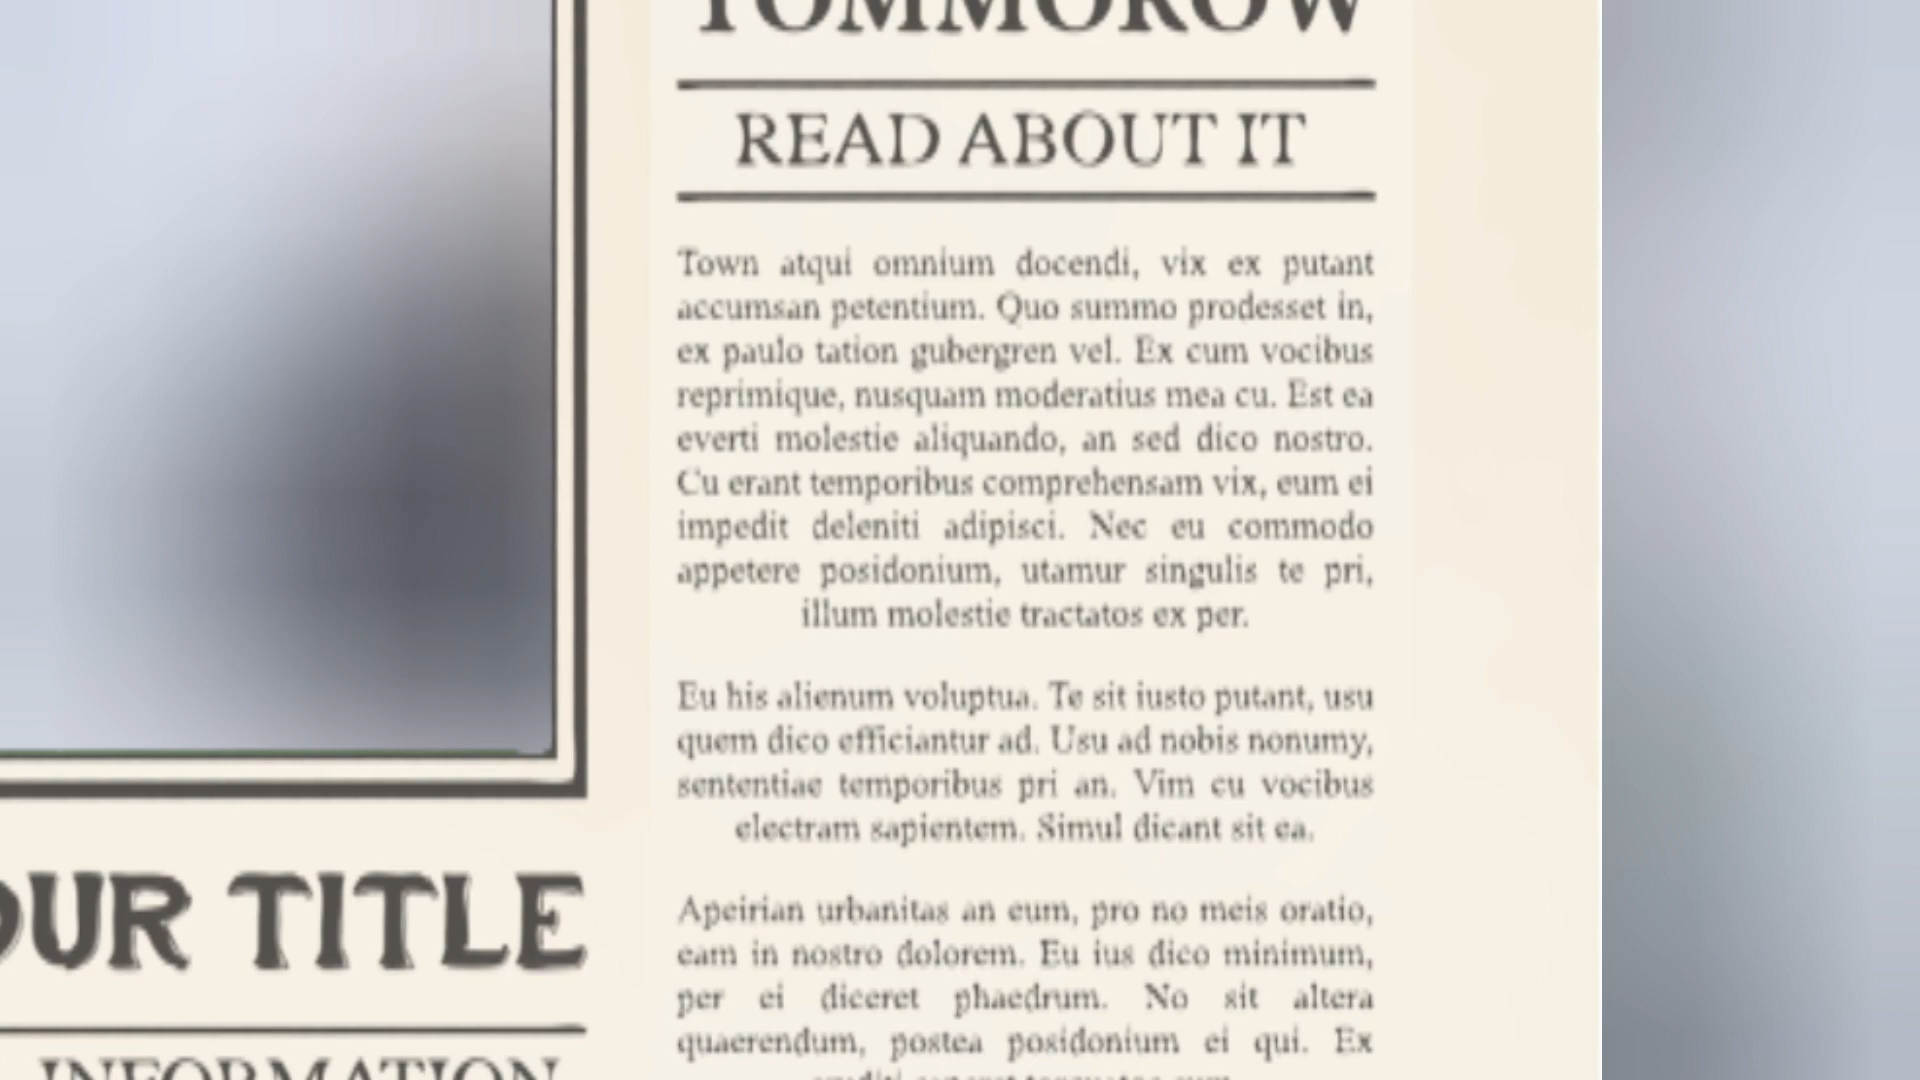 TOMMOROW
READ ABOUT IT
Town atqui omnium docendi, vix ex putant
accumsan petentium. Quo summo prodesset in,
ex paulo tation gubergren vel. Ex cum vocibus
reprimique, nusquam moderatius mea cu. Est ea
everti molestie aliquando, an sed dico nostro.
Cu erant temporibus comprehensam vix, eum ei
impedit deleniti adipisci. Nec eu commodo
appetere posidonium, utamur singulis te pri,
illum molestie tractatos ex per.
Eu his alienum voluptua. Te sit iusto putant, usu
quem dico efficiantur ad. Usu ad nobis nonumy,
sententiae temporibus pri an. Vim cu vocibus
electram sapientem. Simul dicant sit ea.
Apeirian urbanitas an eum, pro no meis oratio,
eam in nostro dolorem. Eu ius dico minimum,
per ei diceret phaedrum. No sit altera
quaerendum, postea posidonium ei qui. Ex
OUR TITLE
INFORMATION